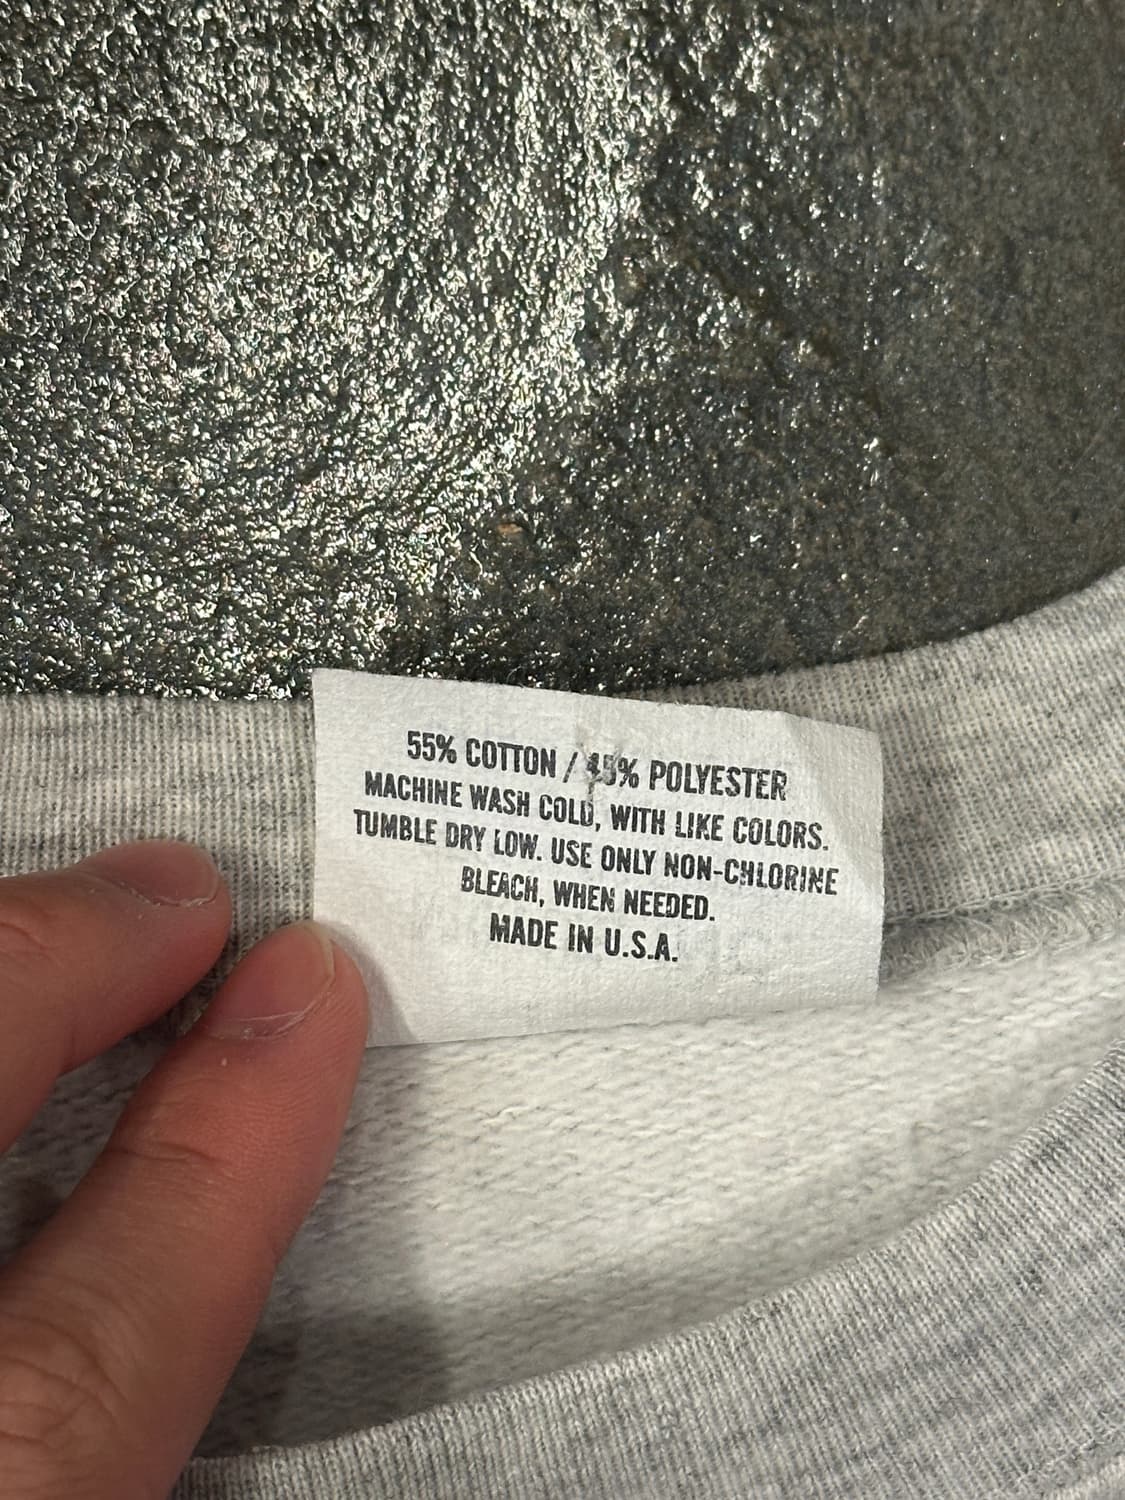 55% COTTON / 45% POLYESTER
MACHINE WASH COLD, WITH LIKE COLORS.
TUMBLE DRY LOW. USE ONLY NON-CHLORINE
BLEACH, WHEN NEEDED.
MADE IN U.S.A.